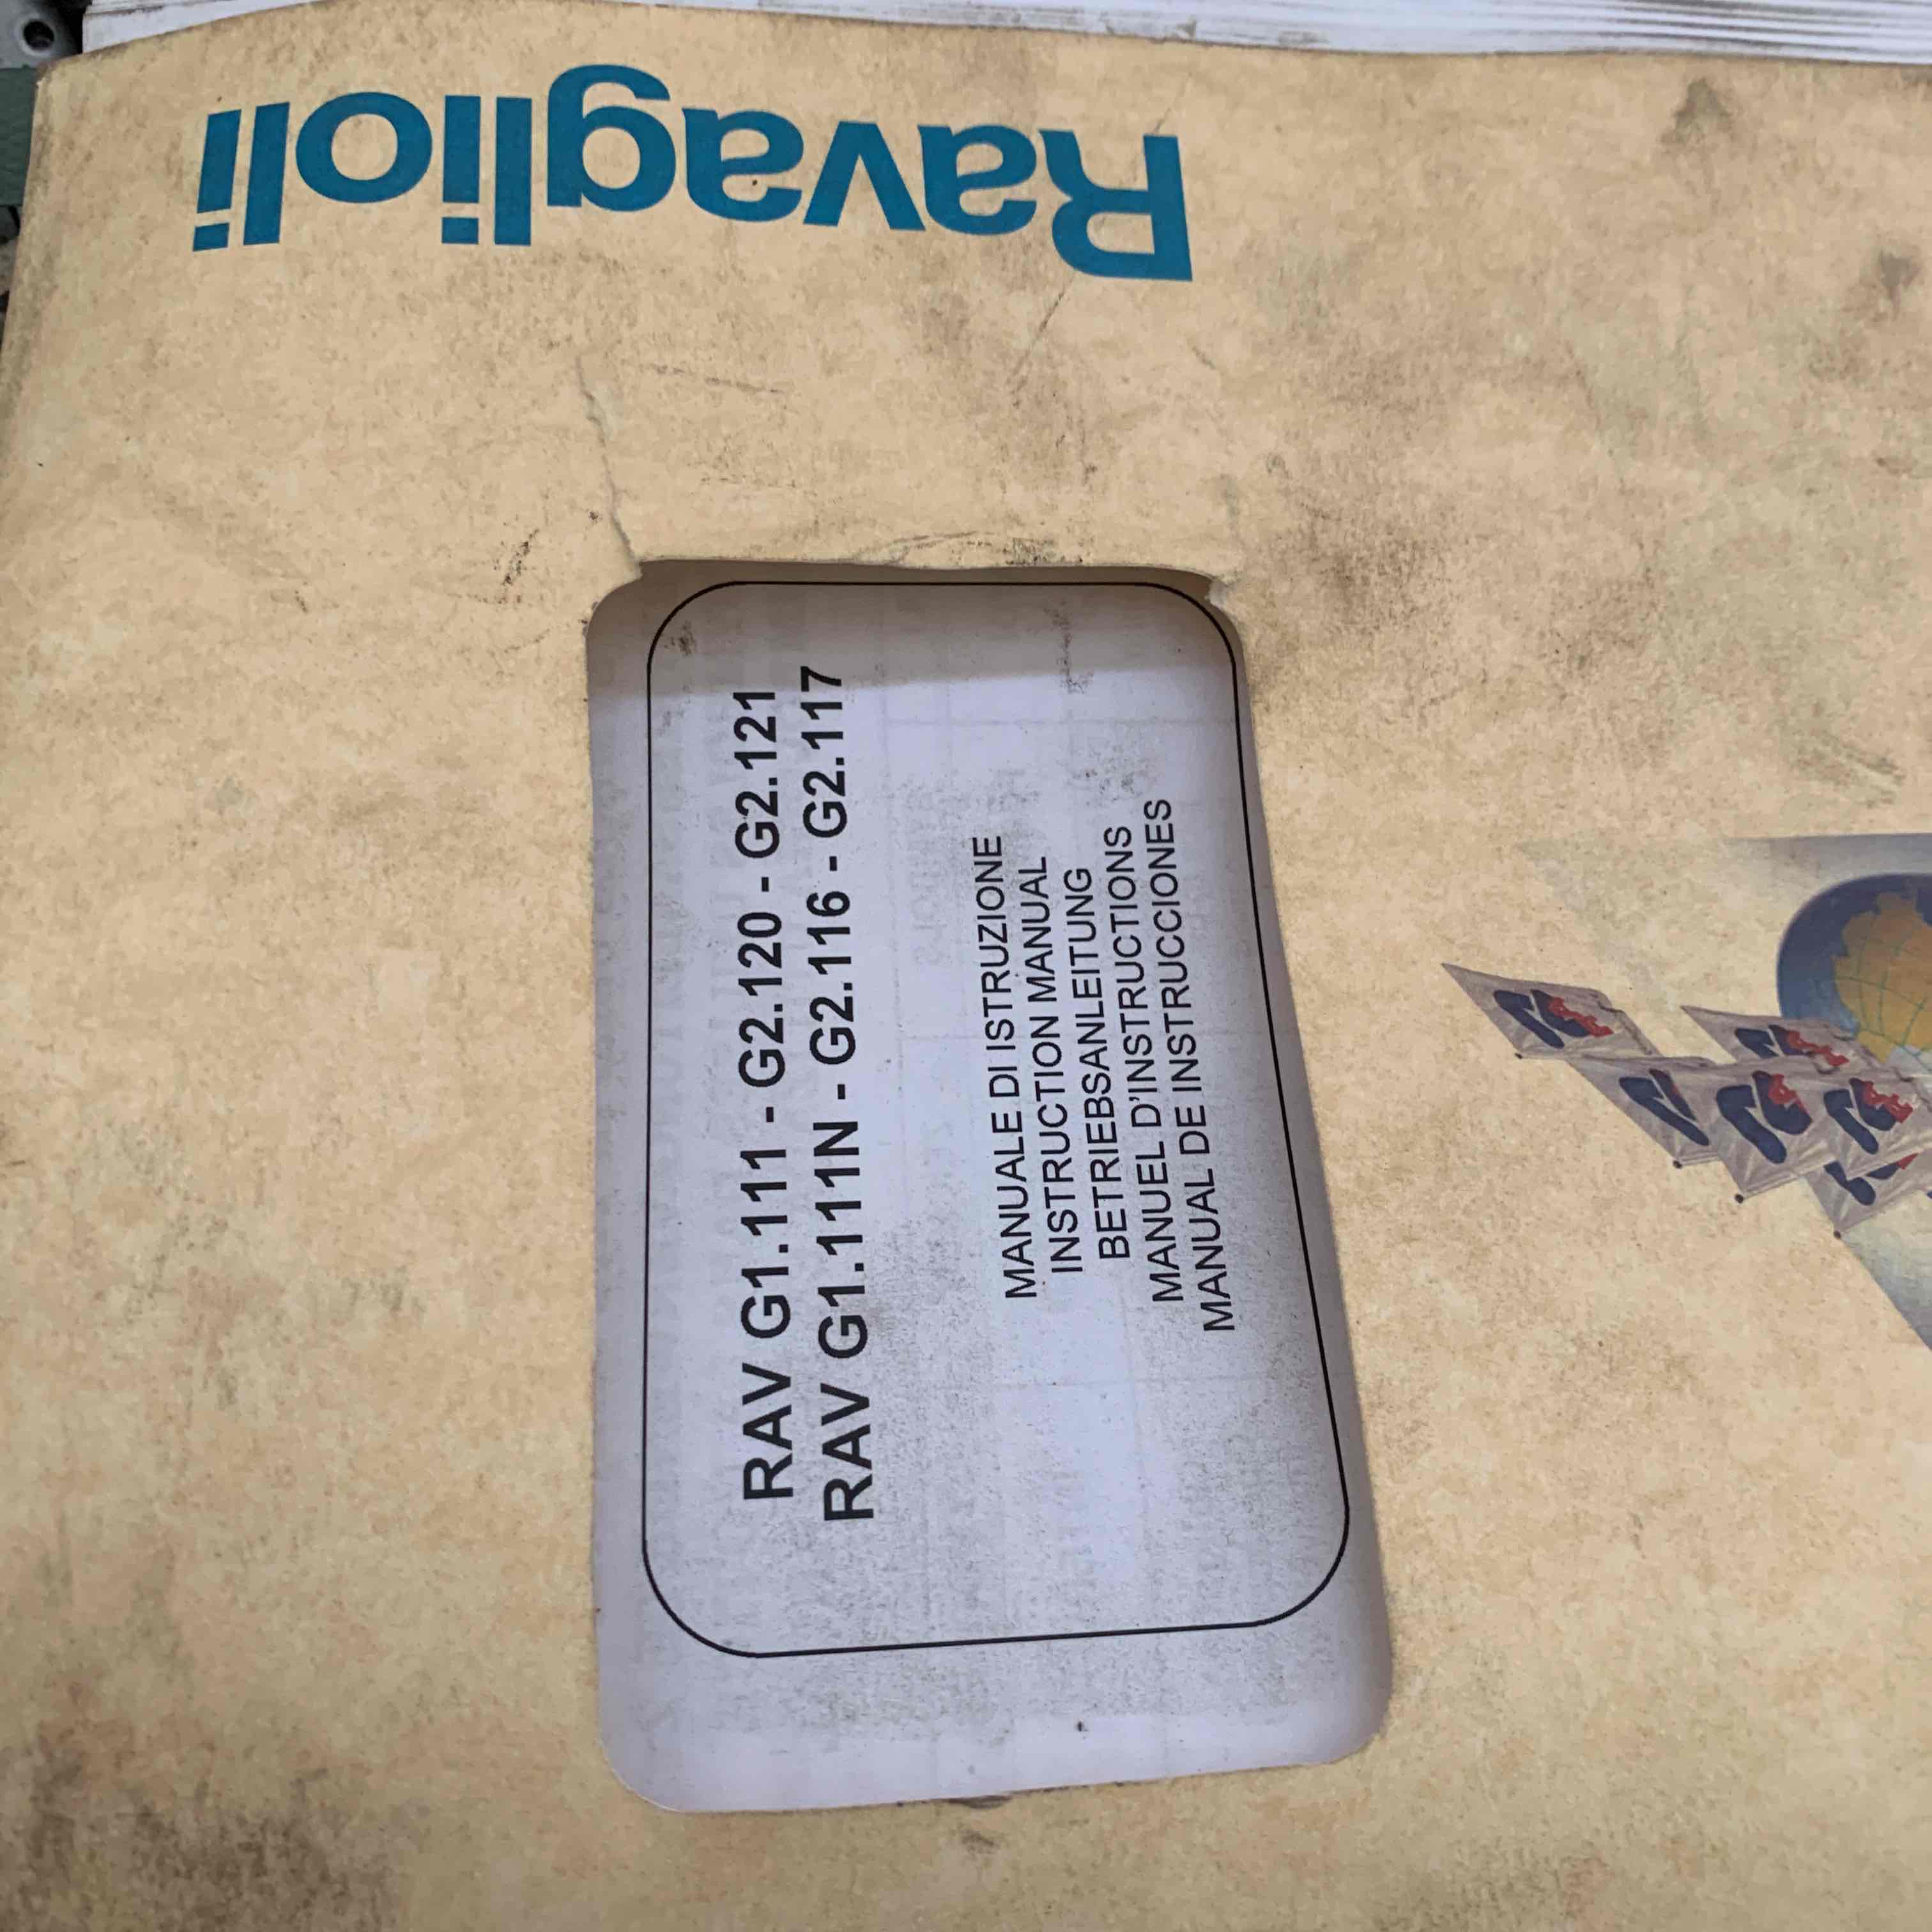 Ravaglioli
RAV G1.111 - G2.120 - G2.121
RAV G1.111N - G2.116 - G2.117
MANUALE DI ISTRUZIONE
INSTRUCTION MANUAL
BETRIEBSANLEITUNG
MANUEL D'INSTRUCTIONS
MANUAL DE INSTRUCCIONES